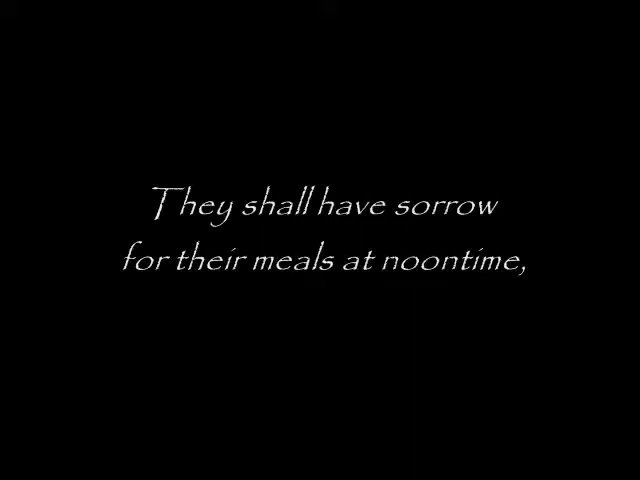 They shall have sorrow
for their meals at noontime,